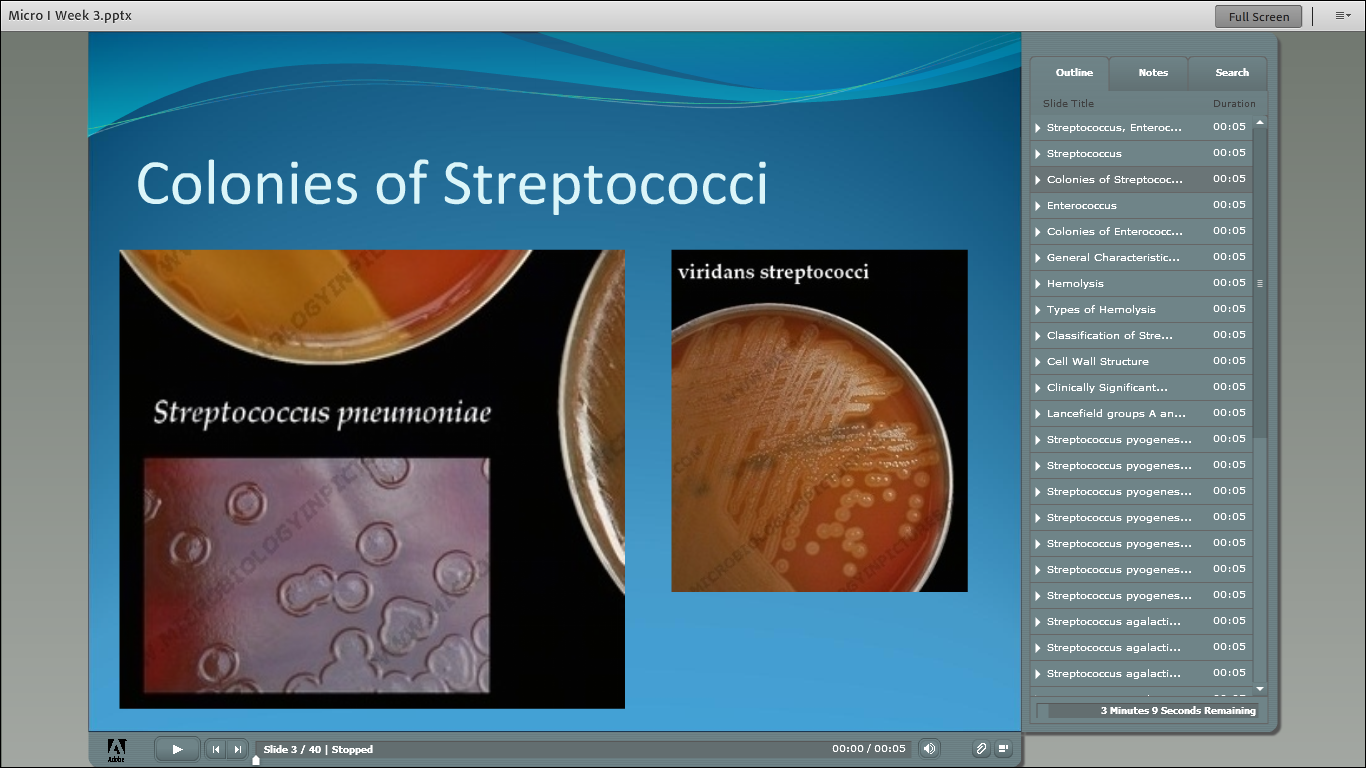 Micro I Week 3.pptx
Full Screen
Colonies of Streptococci
Streptococcus pneumoniae
viridans streptococci
Outline Notes Search
Slide Title Duration
Streptococcus, Enteroc... 00:05
Streptococcus 00:05
Colonies of Streptococ... 00:05
Enterococcus 00:05
Colonies of Enterococc... 00:05
General Characteristic... 00:05
Hemolysis 00:05
Types of Hemolysis 00:05
Classification of Stre... 00:05
Cell Wall Structure 00:05
Clinically Significant... 00:05
Lancefield groups A an... 00:05
Streptococcus pyogenes... 00:05
Streptococcus pyogenes... 00:05
Streptococcus pyogenes... 00:05
Streptococcus pyogenes... 00:05
Streptococcus pyogenes... 00:05
Streptococcus pyogenes... 00:05
Streptococcus pyogenes... 00:05
Streptococcus agalacti... 00:05
Streptococcus agalacti... 00:05
Streptococcus agalacti... 00:05
3 Minutes 9 Seconds Remaining
Adobe
Slide 3 / 40 | Stopped 00:00 / 00:05